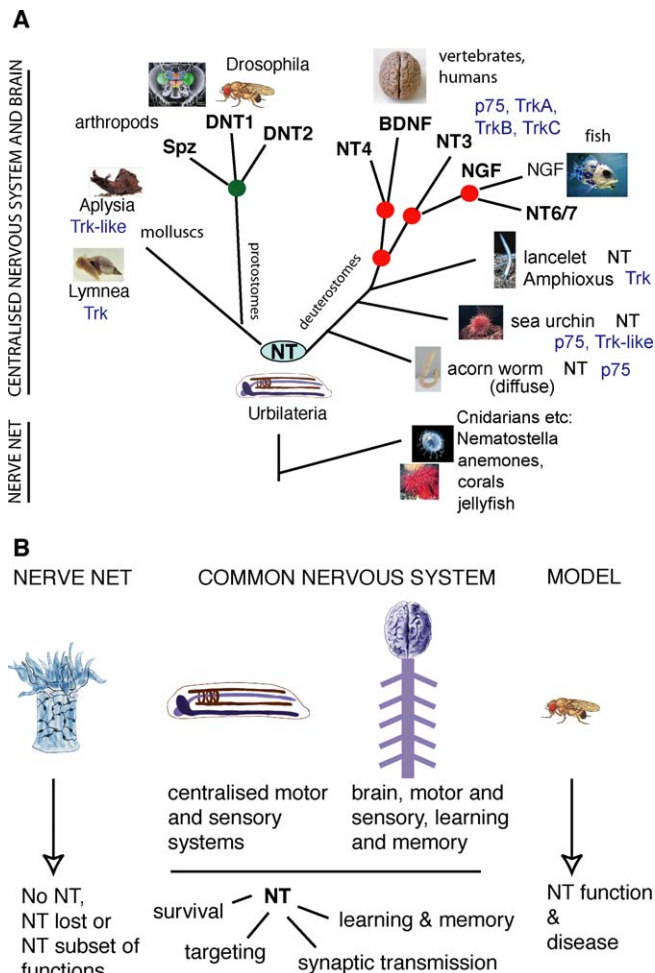 A
CENTRALISED NERVOUS SYSTEM AND BRAIN
NERVE NET
Drosophila
arthropods
DNT1
DNT2
Spz
Aplysia
Trk-like
molluscs
Lymnea
Trk
protostomes
deuterostomes
NT
Urbilateria
vertebrates,
humans
p75, TrkA,
TrkB, TrkC
BDNF
NT4
NT3
fish
NGF
NGF
NT6/7
lancelet NT
Amphioxus Trk
sea urchin NT
p75, Trk-like
acorn worm NT p75
(diffuse)
Cnidarians etc:
Nematostella
anemones,
corals
jellyfish
B
NERVE NET
COMMON NERVOUS SYSTEM
MODEL
centralised motor
and sensory
systems
brain, motor and
sensory, learning
and memory
No NT,
NT lost or
NT subset of
functions
NT
survival
targeting
learning & memory
synaptic transmission
NT function
&
disease